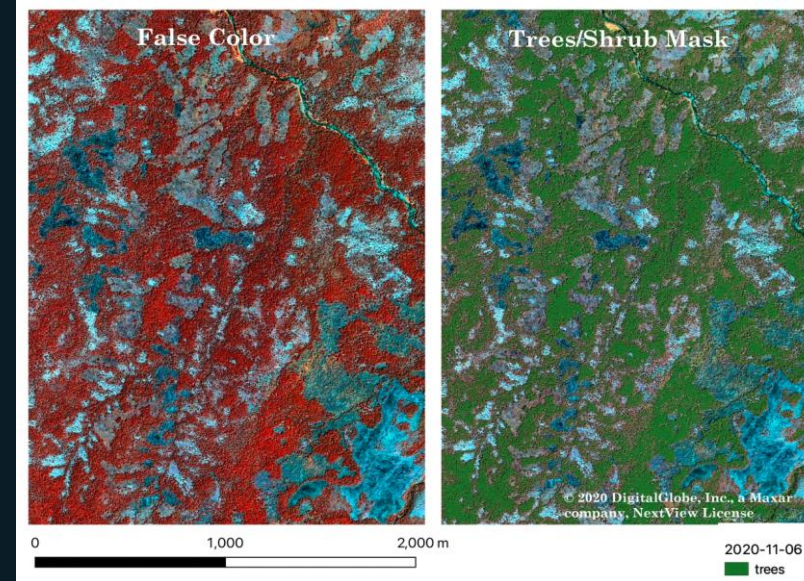 False Color
Trees/Shrub Mask
© 2020 DigitalGlobe, Inc., a Maxar
company, NextView License
0 1,000 2,000 m
2020-11-06
trees